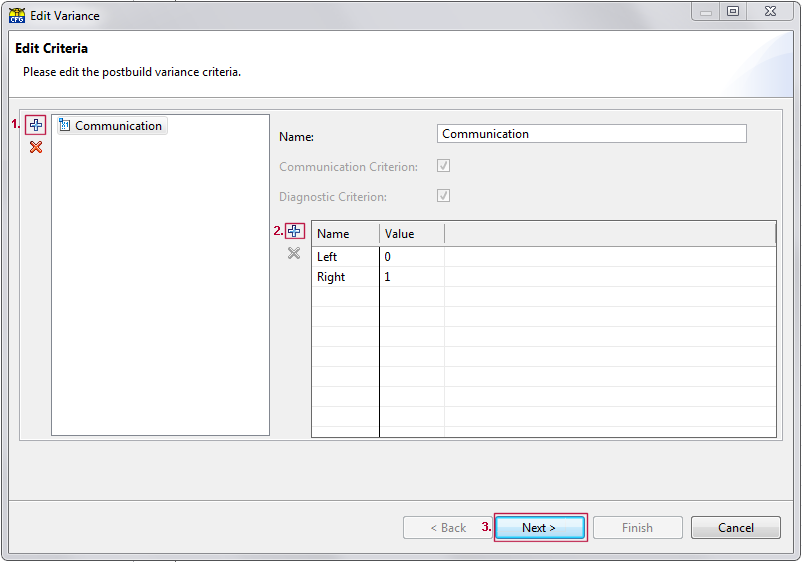 CFG Edit Variance
Edit Criteria
Please edit the postbuild variance criteria.
1.
Communication
Name: Communication
Communication Criterion:
Diagnostic Criterion:
2.
Name Value
Left 0
Right 1
< Back 3. Next > Finish Cancel